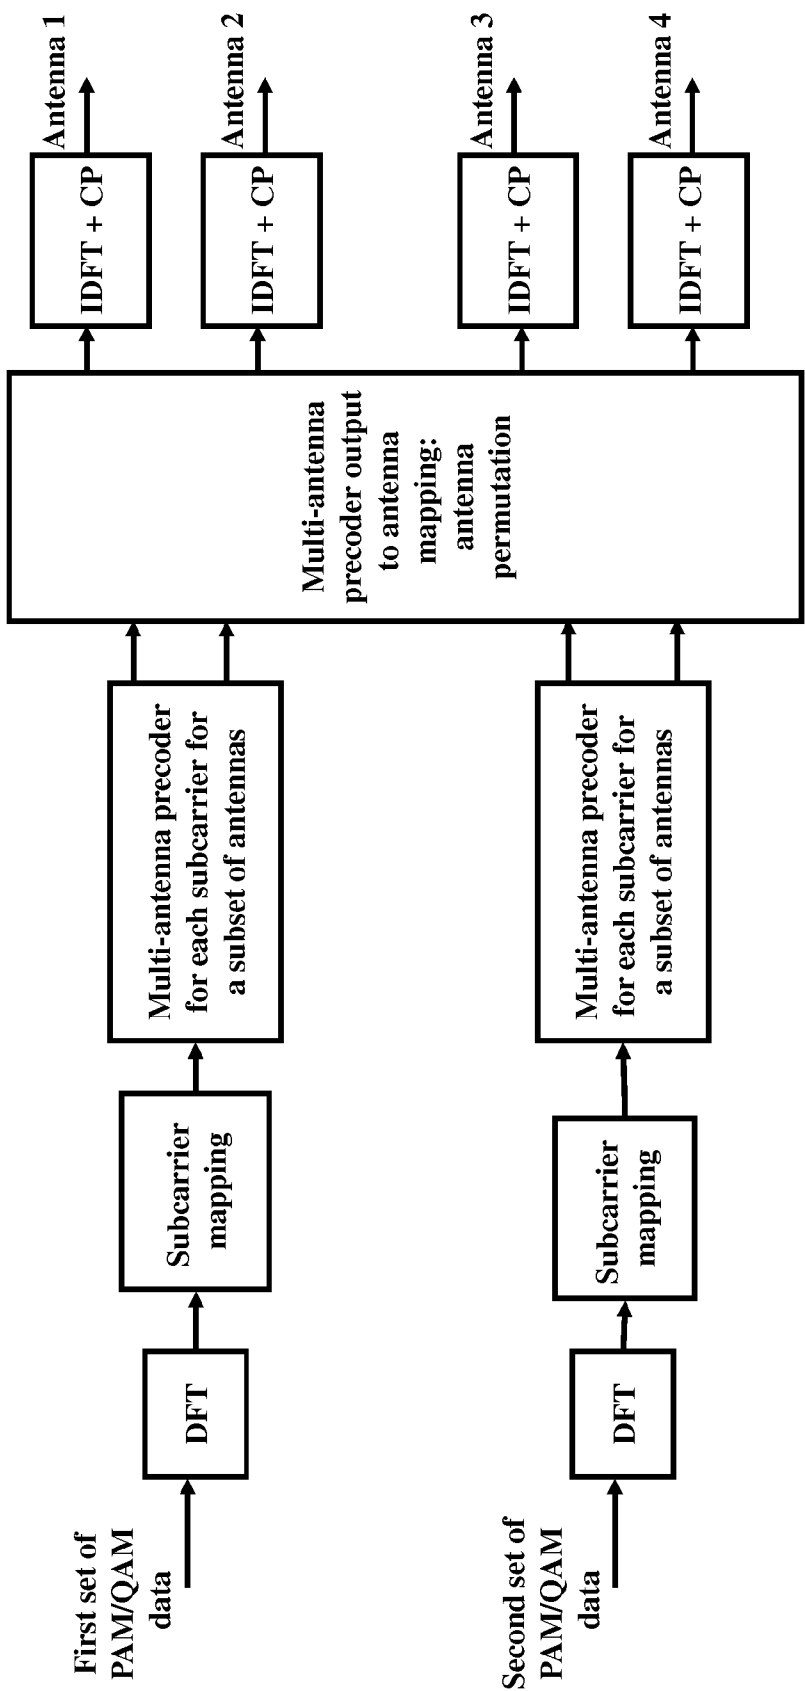 First set of
PAM/QAM
data
DFT
Subcarrier
mapping
Multi-antenna precoder
for each subcarrier for
a subset of antennas
Second set of
PAM/QAM
data
DFT
Subcarrier
mapping
Multi-antenna precoder
for each subcarrier for
a subset of antennas
Multi-antenna
precoder output
to antenna
mapping:
antenna
permutation
IDFT + CP
Antenna 1
IDFT + CP
Antenna 2
IDFT + CP
Antenna 3
IDFT + CP
Antenna 4